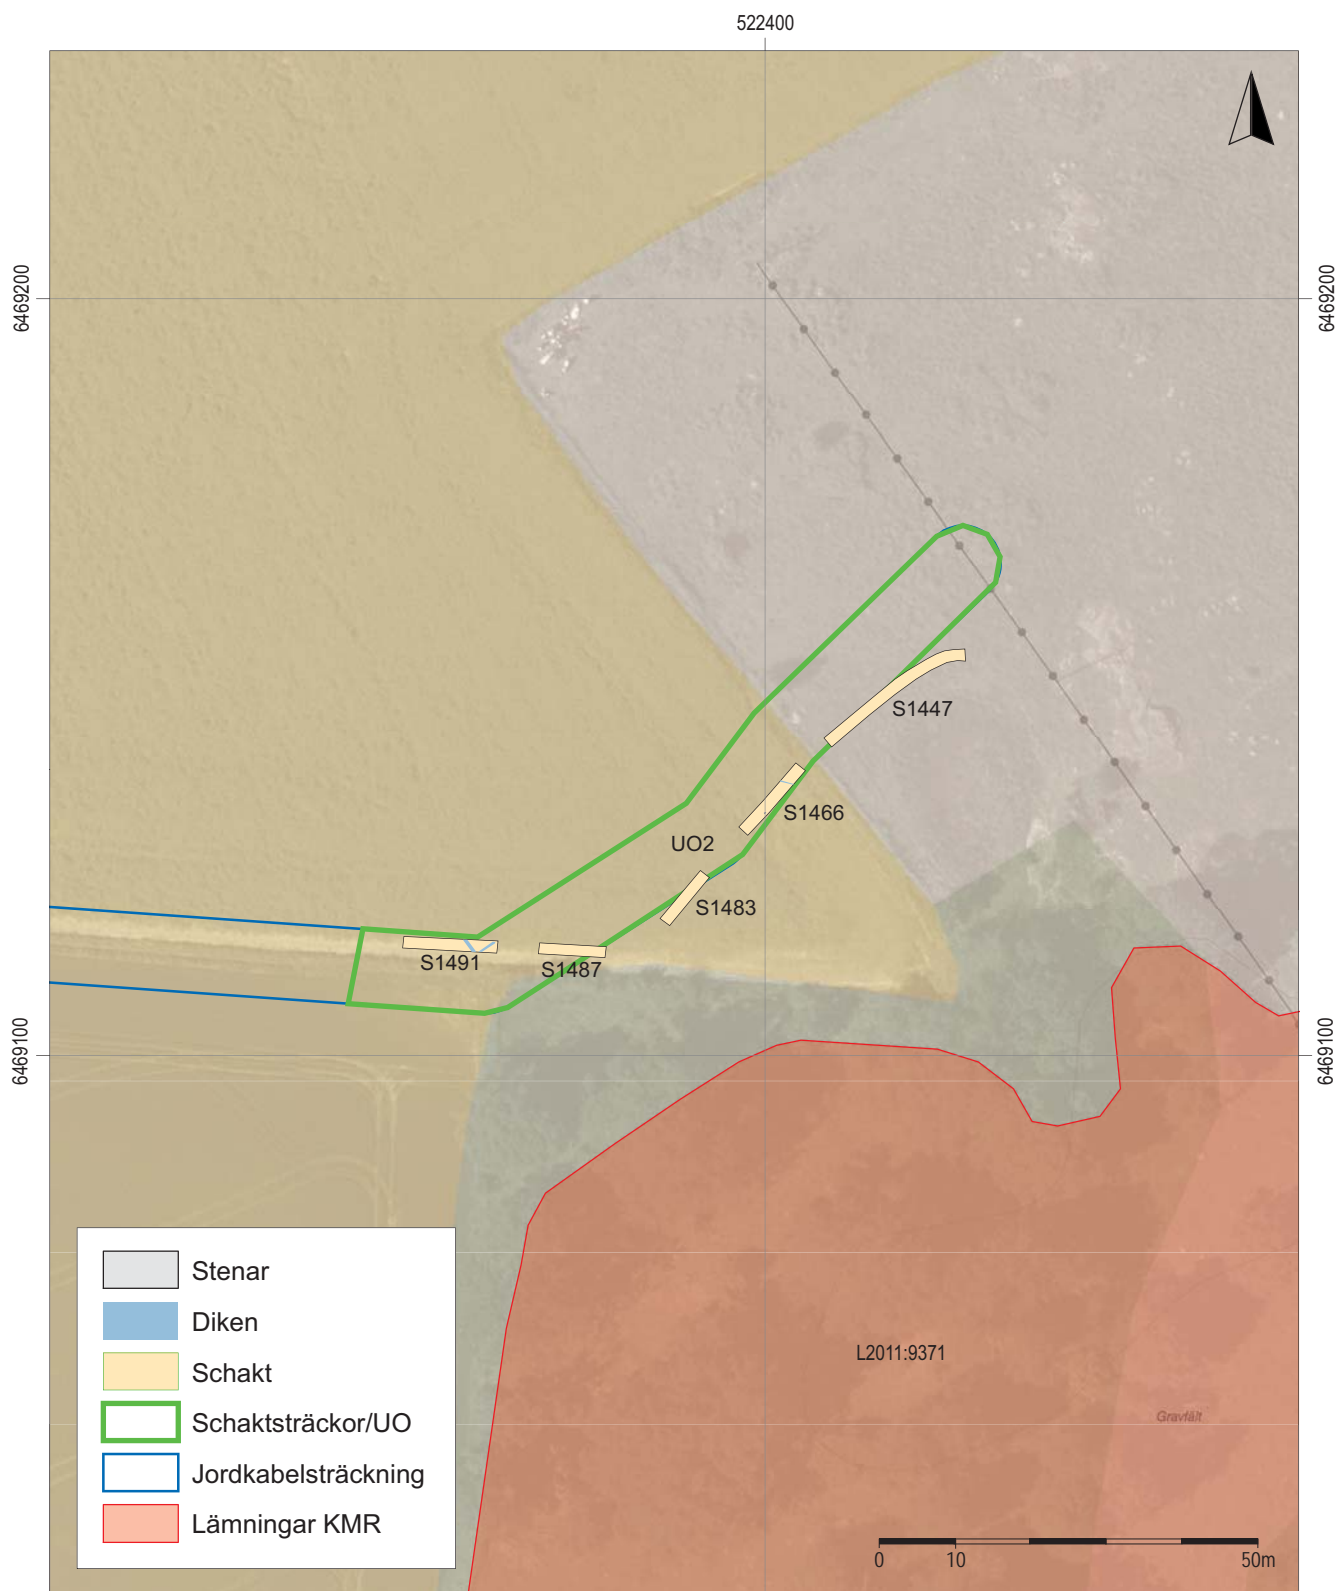 522400
6469200
6469200
S1447
S1466
UO2
S1483
S1491
S1487
6469100
6469100
L2011:9371
Gravfält
Stenar
Diken
Schakt
Schaktsträckor/UO
Jordkabelsträckning
Lämningar KMR
0 10 50m